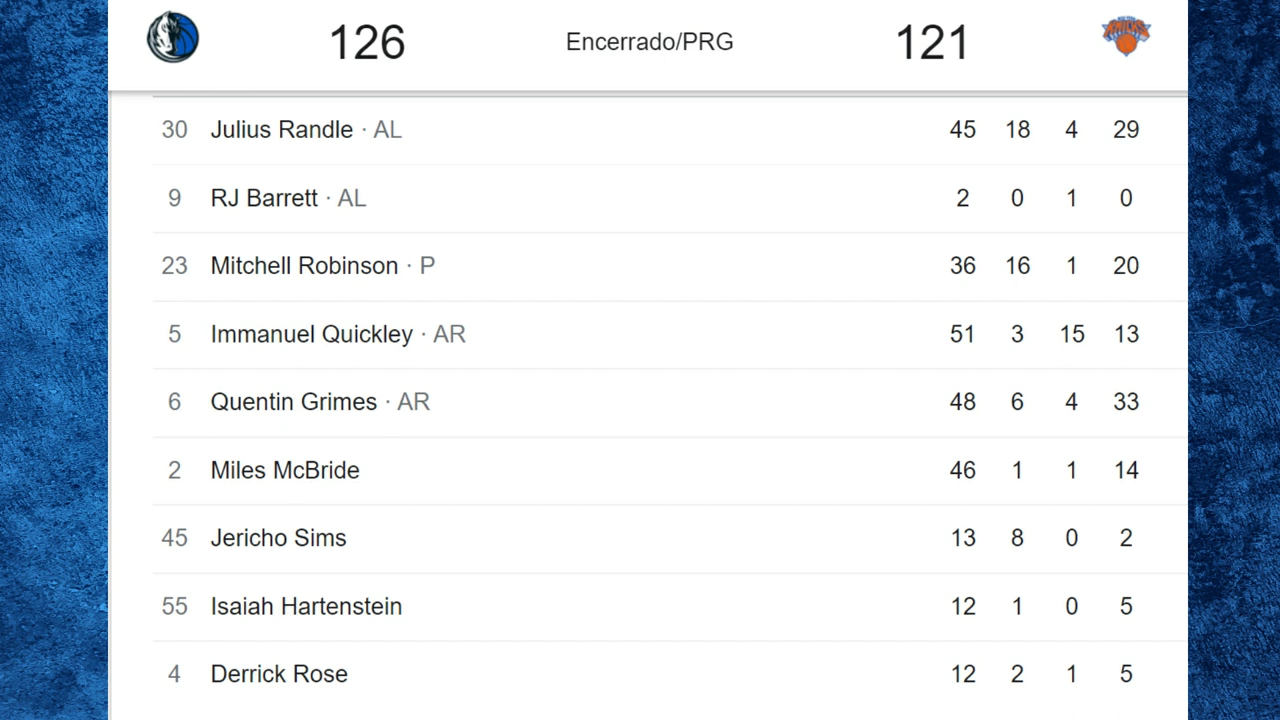 126 Encerrado/PRG 121
30 Julius Randle · AL 45 18 4 29
9 RJ Barrett · AL 2 0 1 0
23 Mitchell Robinson · P 36 16 1 20
5 Immanuel Quickley · AR 51 3 15 13
6 Quentin Grimes · AR 48 6 4 33
2 Miles McBride 46 1 1 14
45 Jericho Sims 13 8 0 2
55 Isaiah Hartenstein 12 1 0 5
4 Derrick Rose 12 2 1 5